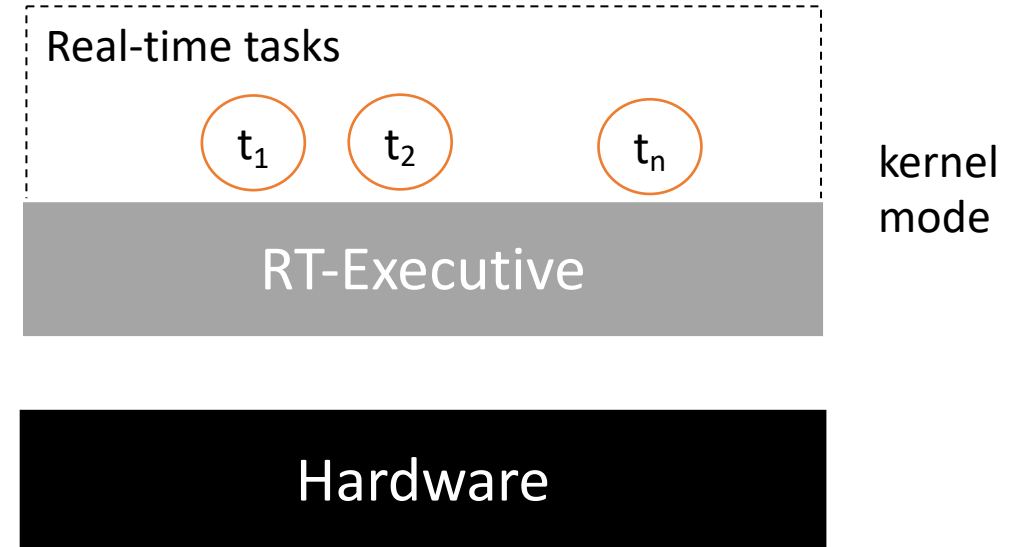 Real-time tasks
t₁ t₂ tₙ
kernel
mode
RT-Executive
Hardware